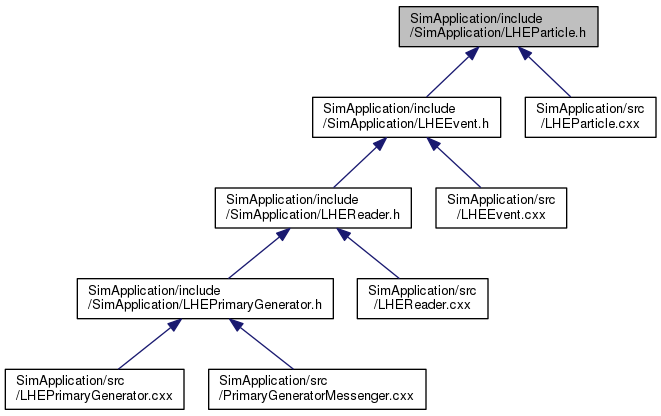 SimApplication/include
/SimApplication/LHEParticle.h
SimApplication/include
/SimApplication/LHEEvent.h
SimApplication/src
/LHEParticle.cxx
SimApplication/include
/SimApplication/LHEReader.h
SimApplication/src
/LHEEvent.cxx
SimApplication/include
/SimApplication/LHEPrimaryGenerator.h
SimApplication/src
/LHEReader.cxx
SimApplication/src
/LHEPrimaryGenerator.cxx
SimApplication/src
/PrimaryGeneratorMessenger.cxx